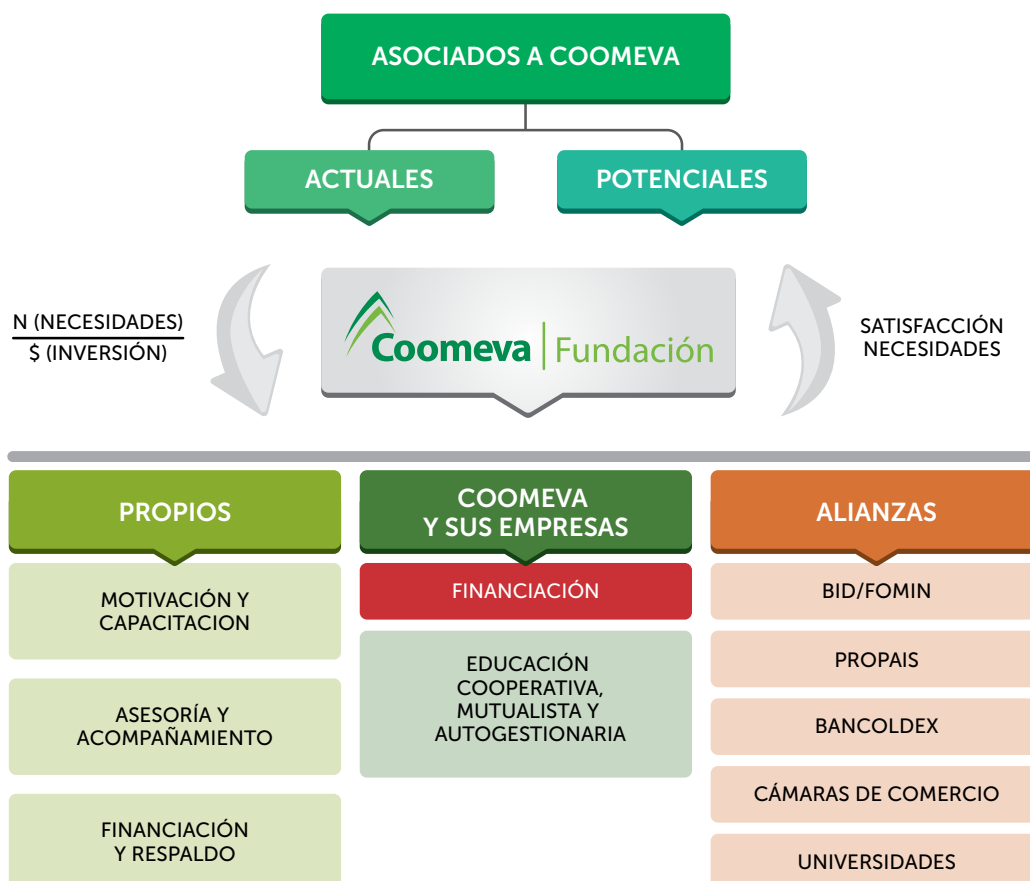 ASOCIADOS A COOMEVA
ACTUALES
POTENCIALES
N (NECESIDADES)
$ (INVERSIÓN)
Coomeva | Fundación
SATISFACCIÓN
NECESIDADES
PROPIOS
MOTIVACIÓN Y
CAPACITACION
ASESORÍA Y
ACOMPAÑAMIENTO
FINANCIACIÓN
Y RESPALDO
COOMEVA
Y SUS EMPRESAS
FINANCIACIÓN
EDUCACIÓN
COOPERATIVA,
MUTUALISTA Y
AUTOGESTIONARIA
ALIANZAS
BID/FOMIN
PROPAIS
BANCOLDEX
CÁMARAS DE COMERCIO
UNIVERSIDADES